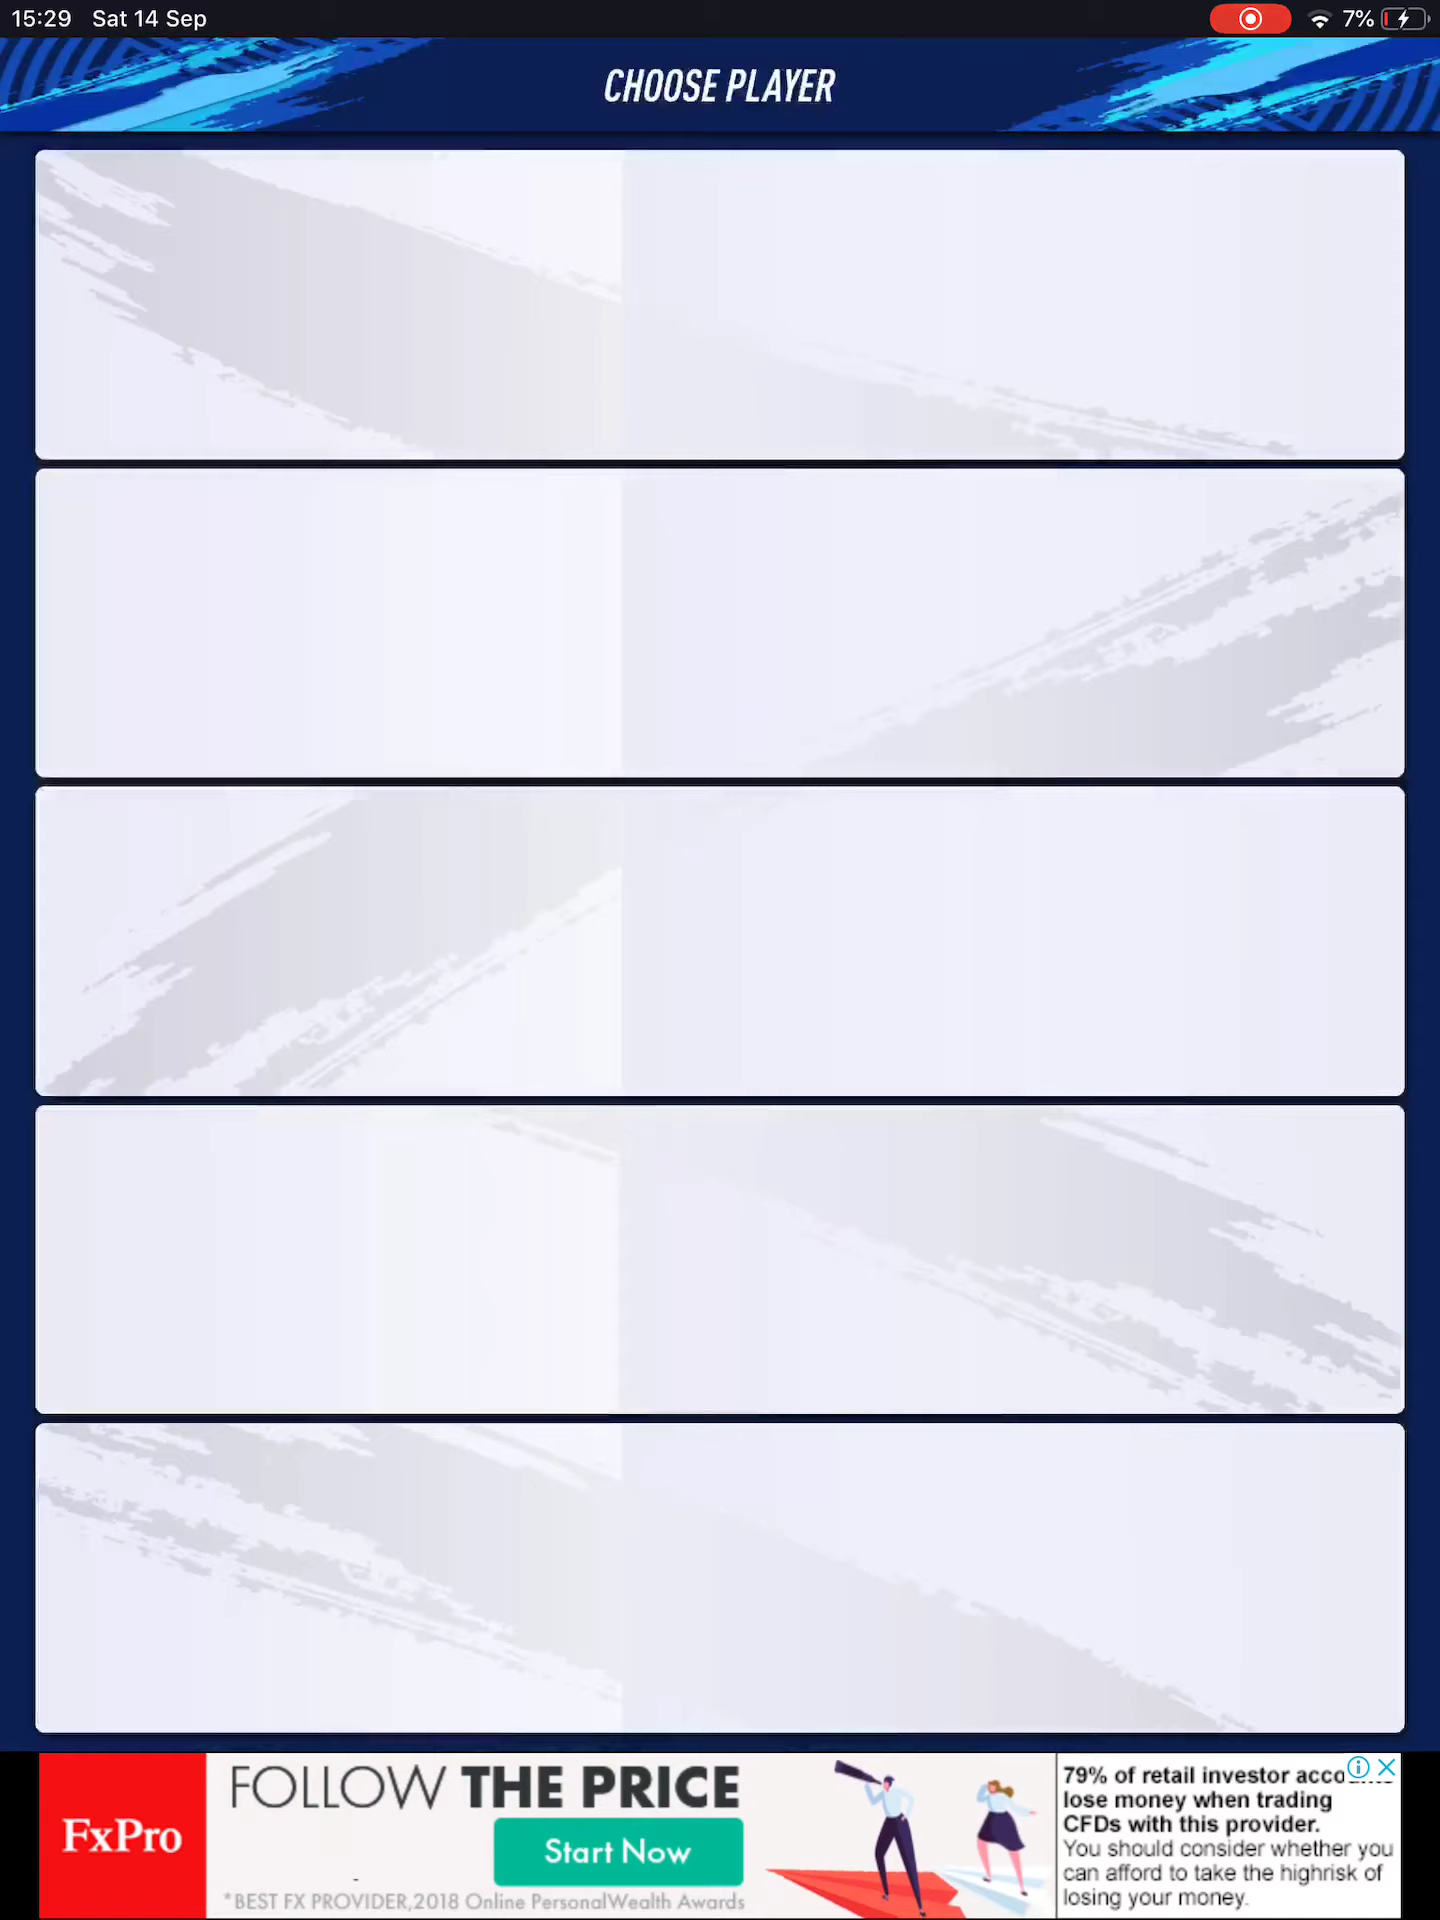 15:29 Sat 14 Sep
7%
CHOOSE PLAYER
FxPro
FOLLOW THE PRICE
Start Now
*BEST FX PROVIDER,2018 Online PersonalWealth Awards
79% of retail investor
lose money when trading
CFDs with this provider.
You should consider whether you
can afford to take the highrisk of
losing your money.